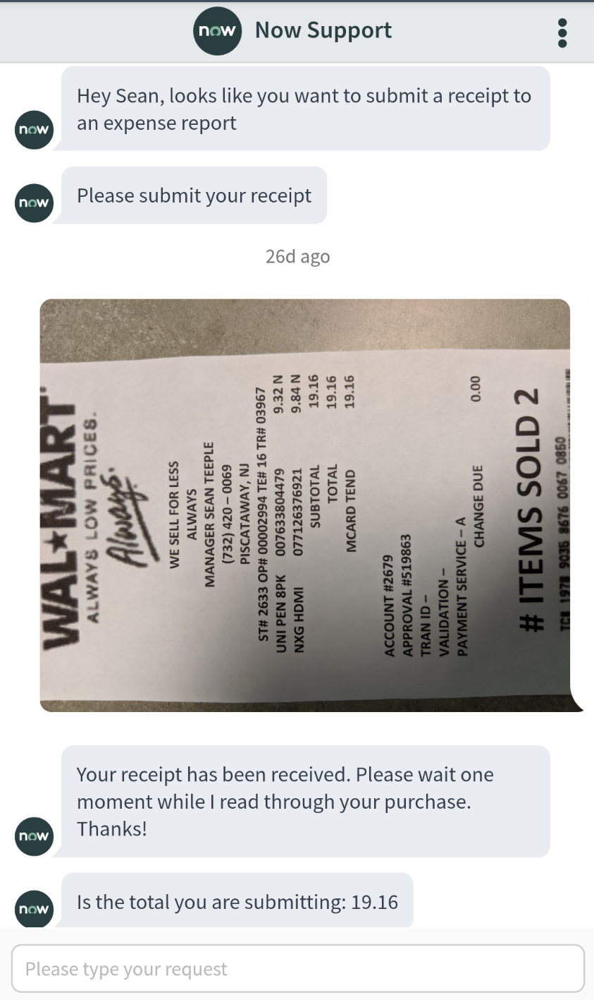 now Now Support
Hey Sean, looks like you want to submit a receipt to
an expense report
now
Please submit your receipt
now
26d ago
WAL★MART
ALWAYS LOW PRICES.
Always.
WE SELL FOR LESS
ALWAYS
MANAGER SEAN TEEPLE
(732) 420 – 0069
PISCATAWAY, NJ
ST# 2633 OP# 00002994 TE# 16 TR# 03967
UNI PEN 8PK 007633804479 9.32 N
NXG HDMI 077126376921 9.84 N
SUBTOTAL 19.16
TOTAL 19.16
MCARD TEND 19.16
ACCOUNT #2679
APPROVAL #519863
TRAN ID –
VALIDATION –
PAYMENT SERVICE – A
CHANGE DUE 0.00
# ITEMS SOLD 2
1978 9035 8676 0067 0860
Your receipt has been received. Please wait one
moment while I read through your purchase.
Thanks!
now
Is the total you are submitting: 19.16
now
Please type your request